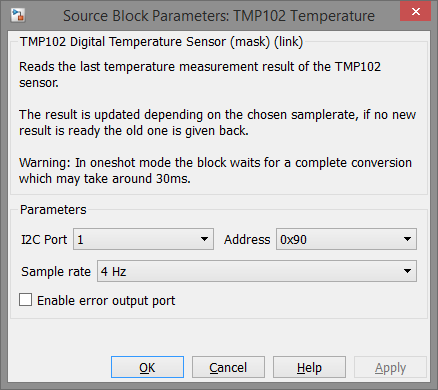 Source Block Parameters: TMP102 Temperature
TMP102 Digital Temperature Sensor (mask) (link)
Reads the last temperature measurement result of the TMP102
sensor.
The result is updated depending on the chosen samplerate, if no new
result is ready the old one is given back.
Warning: In oneshot mode the block waits for a complete conversion
which may take around 30ms.
Parameters
I2C Port 1 Address 0x90
Sample rate 4 Hz
Enable error output port
OK Cancel Help Apply